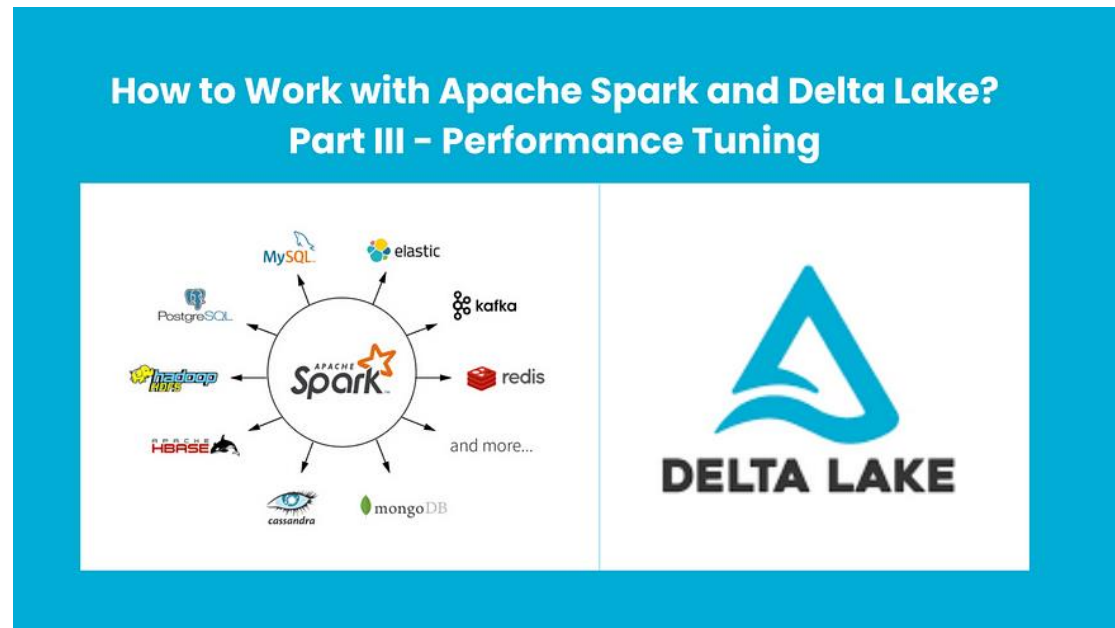 How to Work with Apache Spark and Delta Lake?
Part III - Performance Tuning
MySQL
elastic
PostgreSQL
kafka
hadoop
HDFS
APACHE
Spark
redis
APACHE
HBASE
and more...
cassandra
mongoDB
DELTA LAKE